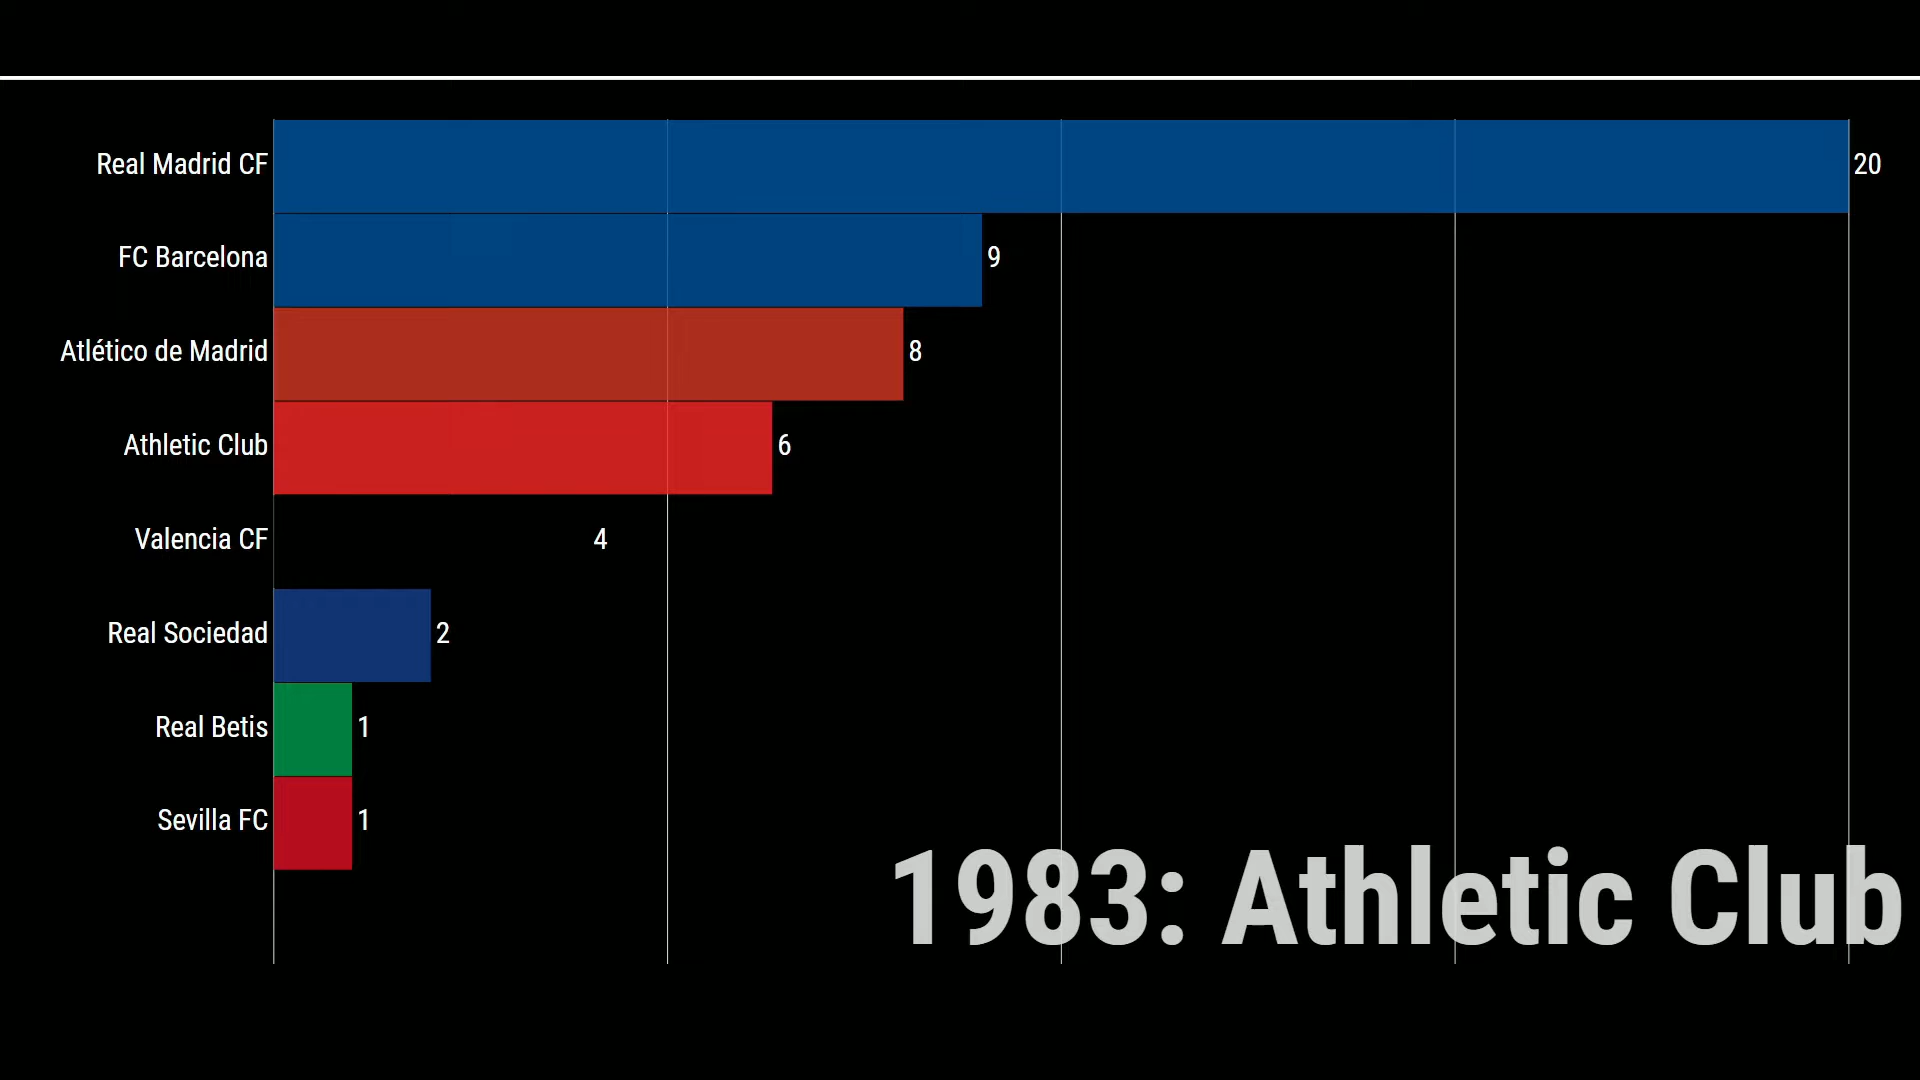 Real Madrid CF 20
FC Barcelona 9
Atlético de Madrid 8
Athletic Club 6
Valencia CF 4
Real Sociedad 2
Real Betis 1
Sevilla FC 1
1983: Athletic Club